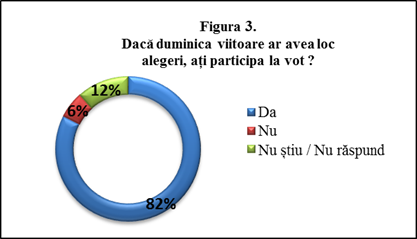 Figura 3.
Dacă duminica viitoare ar avea loc
alegeri, ați participa la vot ?
12%
6%
82%
Da
Nu
Nu știu / Nu răspund